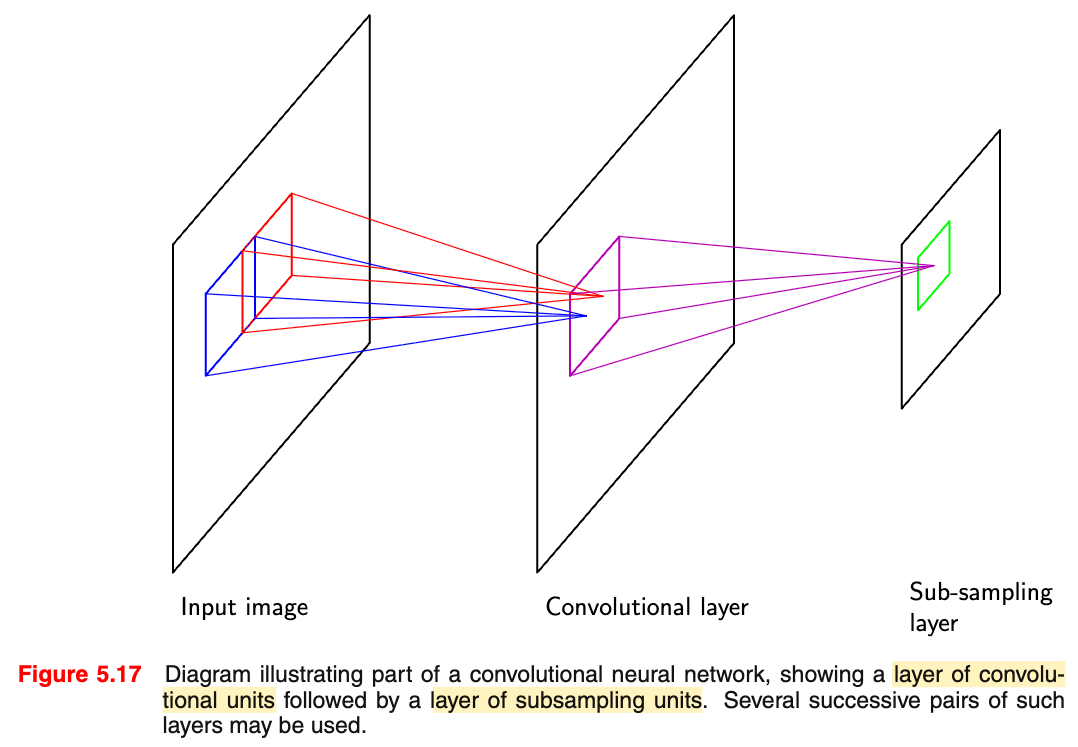 Input image
Convolutional layer
Sub-sampling
layer
Figure 5.17 Diagram illustrating part of a convolutional neural network, showing a layer of convolu-
tional units followed by a layer of subsampling units. Several successive pairs of such
layers may be used.